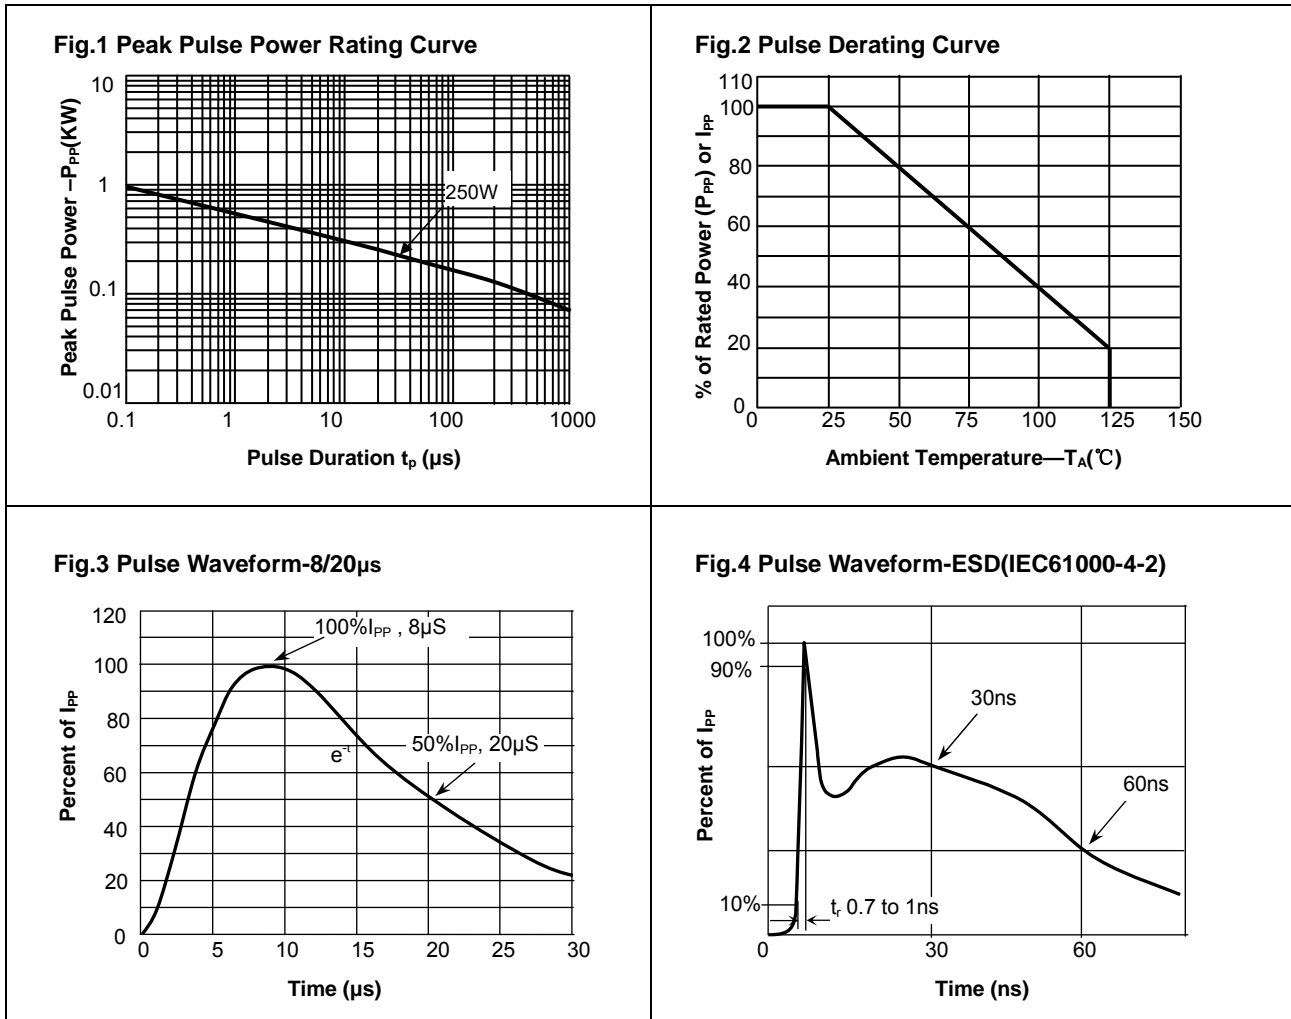 Fig.1 Peak Pulse Power Rating Curve
Peak Pulse Power –PPP(KW)
10
1
0.1
0.01
250W
0.1 1 10 100 1000
Pulse Duration tp (μs)
Fig.2 Pulse Derating Curve
% of Rated Power (PPP) or IPP
110
100
80
60
40
20
0
25 50 75 100 125 150
Ambient Temperature—TA(℃)
Fig.3 Pulse Waveform-8/20μs
Percent of IPP
120
100
80
60
40
20
0
100%IPP , 8μS
e-t
50%IPP, 20μS
0 5 10 15 20 25 30
Time (μs)
Fig.4 Pulse Waveform-ESD(IEC61000-4-2)
Percent of IPP
100%
90%
10%
30ns
60ns
tr 0.7 to 1ns
0 30 60
Time (ns)